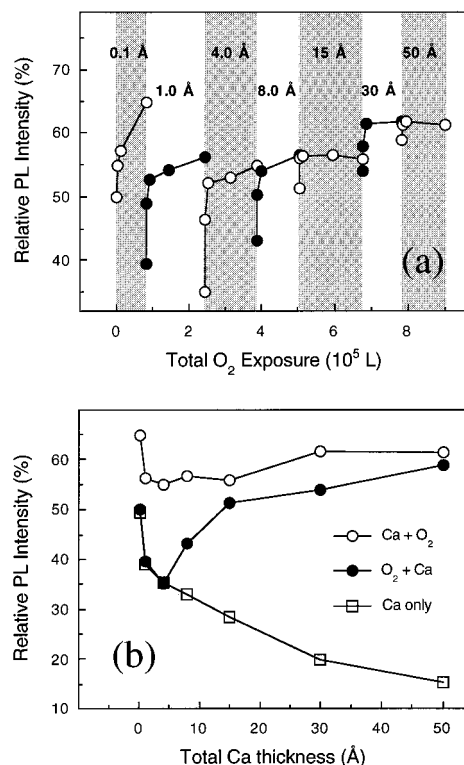 0.1 Å
4.0 Å
15 Å
50 Å
1.0 Å
8.0 Å
30 Å
70
60
50
40
Relative PL Intensity (%)
(a)
0
2
4
6
8
Total O₂ Exposure (10⁵ L)
60
50
40
30
20
10
Relative PL Intensity (%)
Ca + O₂
O₂ + Ca
Ca only
(b)
0
10
20
30
40
50
Total Ca thickness (Å)